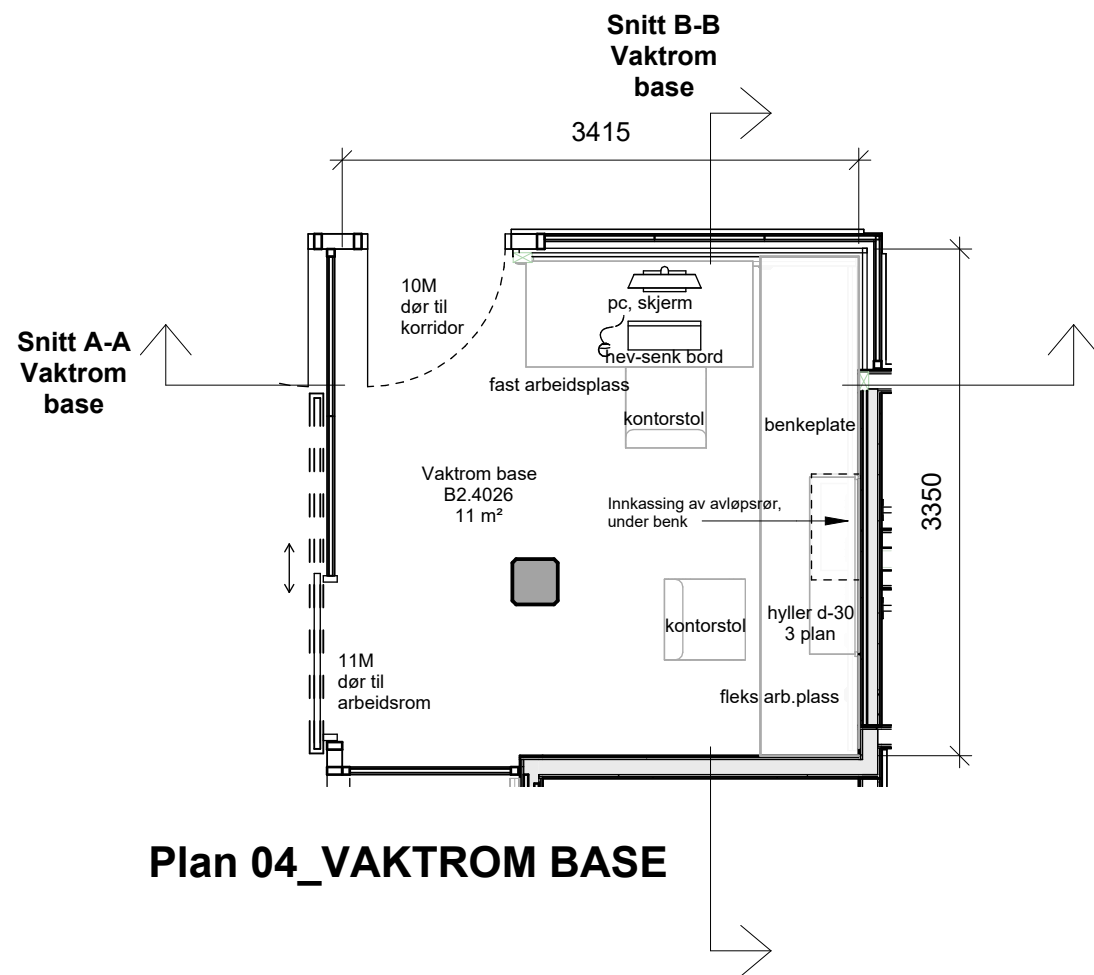 Snitt B-B
Vaktrom
base
3415
10M
dør til
korridor
pc, skjerm
hev-senk bord
Snitt A-A
Vaktrom
base
fast arbeidsplass
kontorstol
benkeplate
Vaktrom base
B2.4026
11 m²
Innkassing av avløpsrør,
under benk
3350
kontorstol
hyller d-30
3 plan
11M
dør til
arbeidsrom
fleks arb.plass
Plan 04_VAKTROM BASE